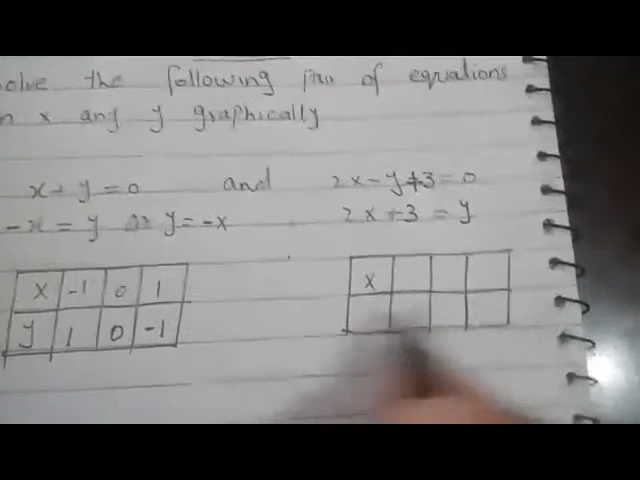 olve the following pair of equations
n x any y graphically
x + y = 0 and 2x - y + 3 = 0
-x = y or y = -x 2x + 3 = y
x -1 0 1 x
y 1 0 -1